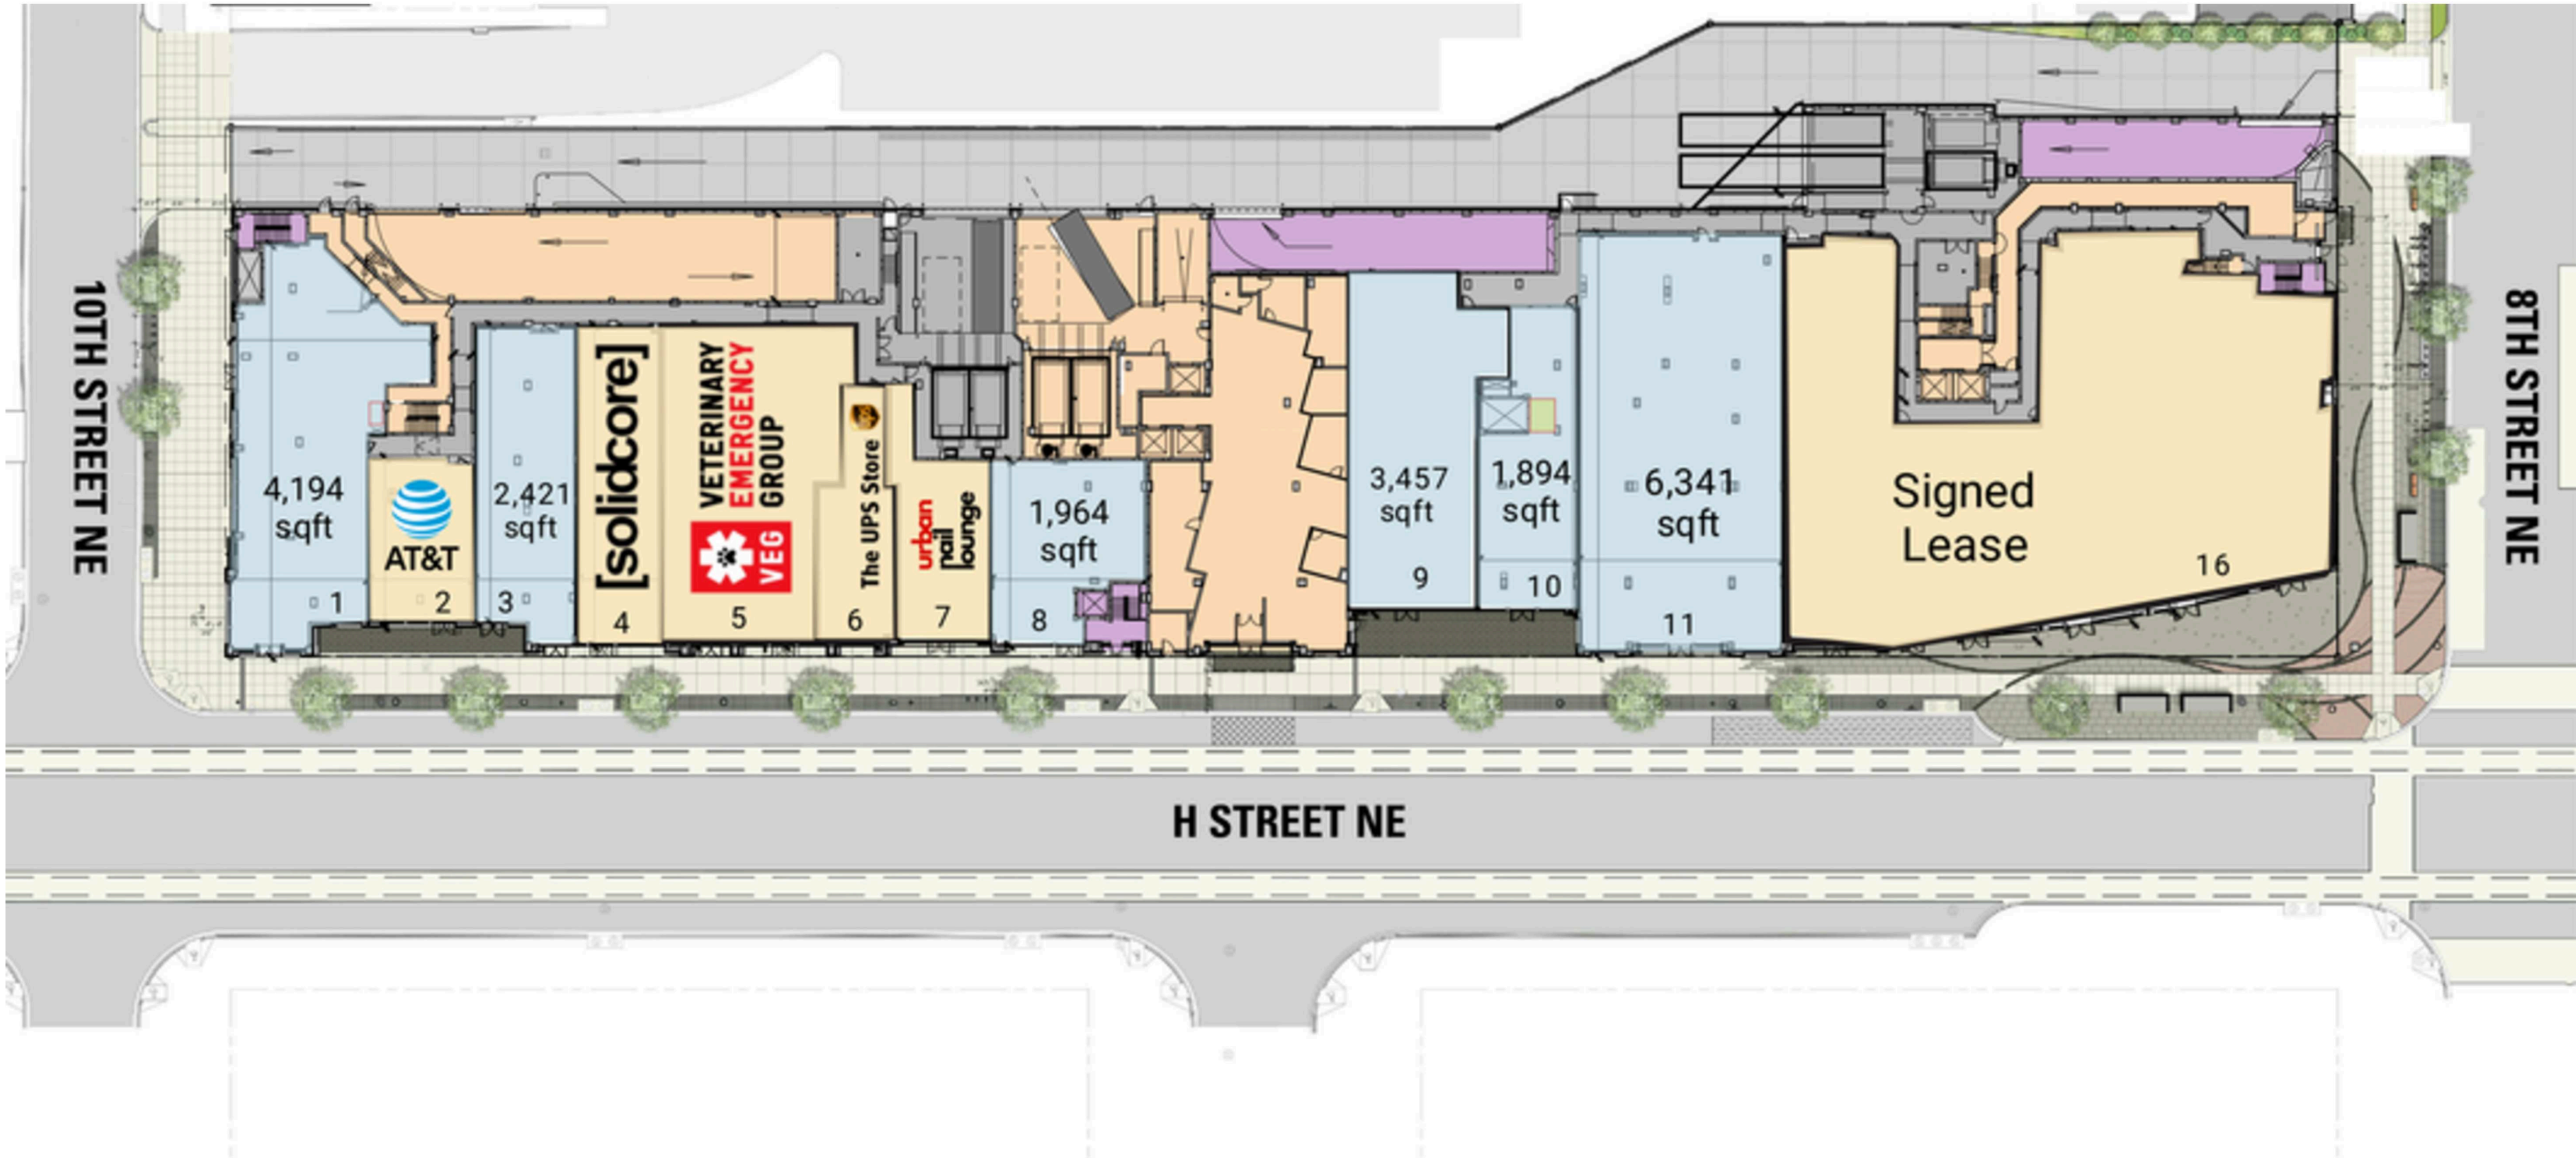 10TH STREET NE
4,194
sqft
1
AT&T
2
2,421
sqft
3
[solidcore]
4
VETERINARY
EMERGENCY
GROUP
VEG
5
ups
The UPS Store
6
urban
nail
lounge
7
1,964
sqft
8
3,457
sqft
9
1,894
sqft
10
6,341
sqft
11
Signed
Lease
16
8TH STREET NE
H STREET NE